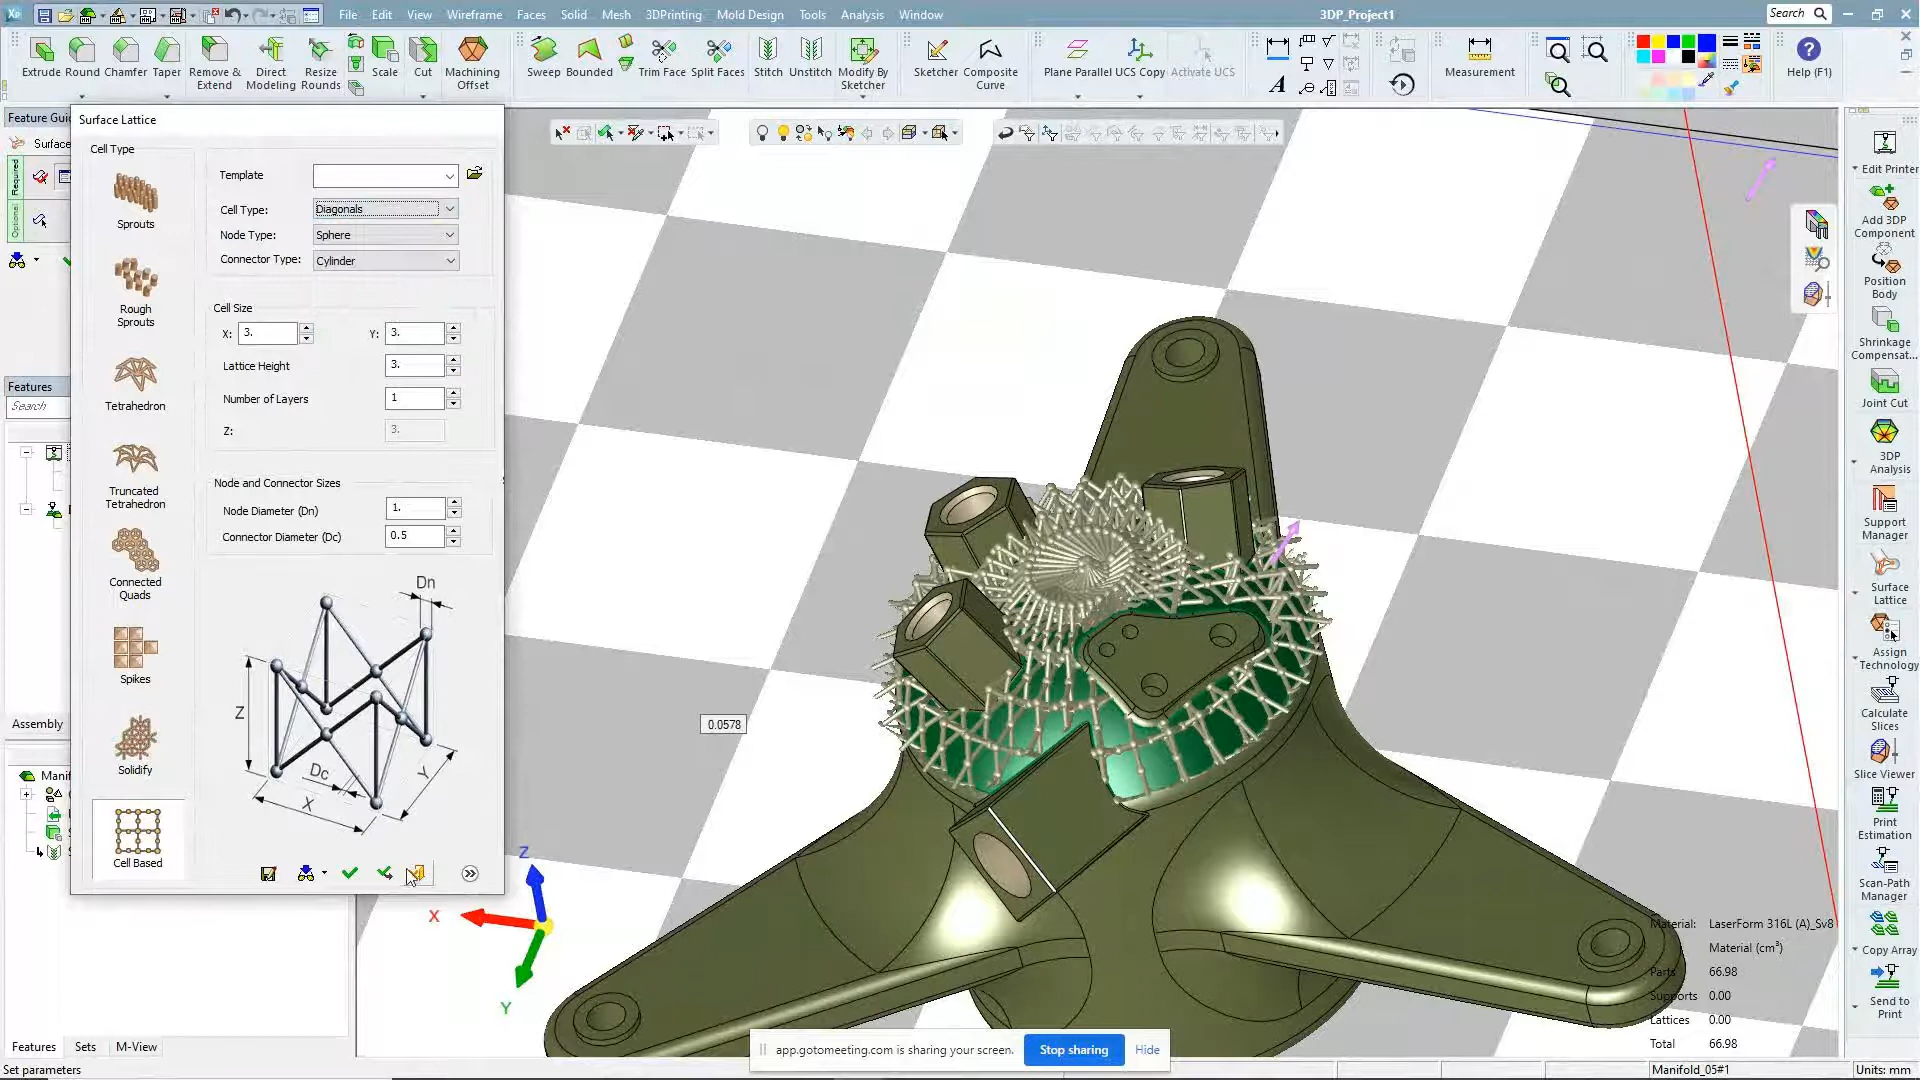 Xp
File Edit View Wireframe Faces Solid Mesh 3DPrinting Mold Design Tools Analysis Window
3DP_Project1
Search
Extrude Round Chamfer Taper Remove & Extend Direct Modeling Resize Rounds Scale Cut Machining Offset
Sweep Bounded Trim Face Split Faces Stitch Unstitch Modify By Sketcher
Sketcher Composite Curve
Plane Parallel UCS Copy Activate UCS
A
Measurement
Help (F1)
Feature Gui
Surface
Required
Optional
Features
Search
Assembly
Manif
Features Sets M-View
Set parameters
Surface Lattice
Cell Type
Sprouts
Rough
Sprouts
Tetrahedron
Truncated
Tetrahedron
Connected
Quads
Spikes
Solidify
Cell Based
Template
Cell Type: Diagonals
Node Type: Sphere
Connector Type: Cylinder
Cell Size
X: 3. Y: 3.
Lattice Height 3.
Number of Layers 1
Z: 3.
Node and Connector Sizes
Node Diameter (Dn) 1.
Connector Diameter (Dc) 0.5
Dn
Z
Dc
X
Y
0.0578
Z
X
Y
Edit Printer
Add 3DP
Component
Position
Body
Shrinkage
Compensat...
Joint Cut
3DP
Analysis
Support
Manager
Surface
Lattice
Assign
Technology
Calculate
Slices
Slice Viewer
Print
Estimation
Scan-Path
Manager
Copy Array
Send to
Print
Material: LaserForm 316L (A)_Sv8
Material (cm³)
Parts 66.98
Supports 0.00
Lattices 0.00
Total 66.98
app.gotomeeting.com is sharing your screen. Stop sharing Hide
Manifold_05#1
Units: mm